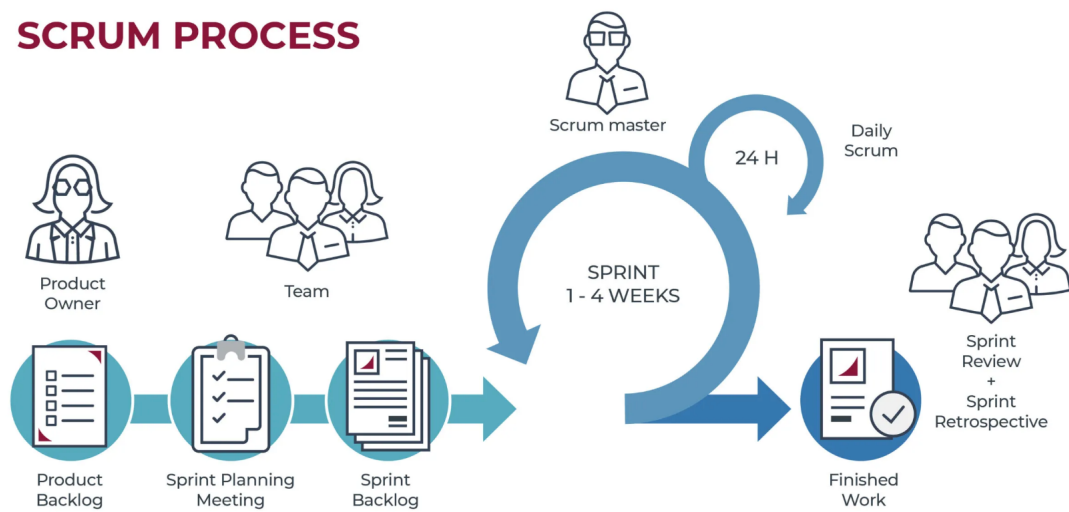 SCRUM PROCESS
Scrum master
24 H
Daily
Scrum
Product
Owner
Team
SPRINT
1 - 4 WEEKS
Sprint
Review
+
Sprint
Retrospective
Product
Backlog
Sprint Planning
Meeting
Sprint
Backlog
Finished
Work